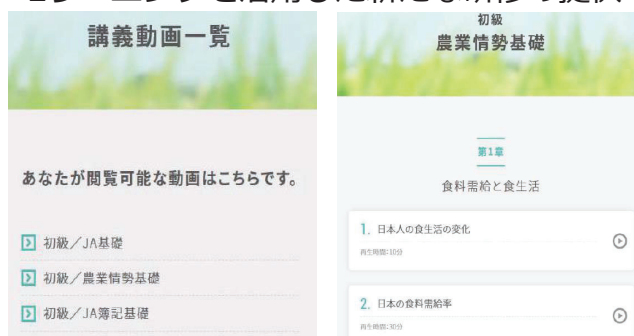 講義動画一覧
あなたが閲覧可能な動画はこちらです。
初級／JA基礎
初級／農業情勢基礎
初級／JA簿記基礎
初級
農業情勢基礎
第1章
食料需給と食生活
1. 日本人の食生活の変化
再生時間:10分
2. 日本の食料需給率
再生時間:10分